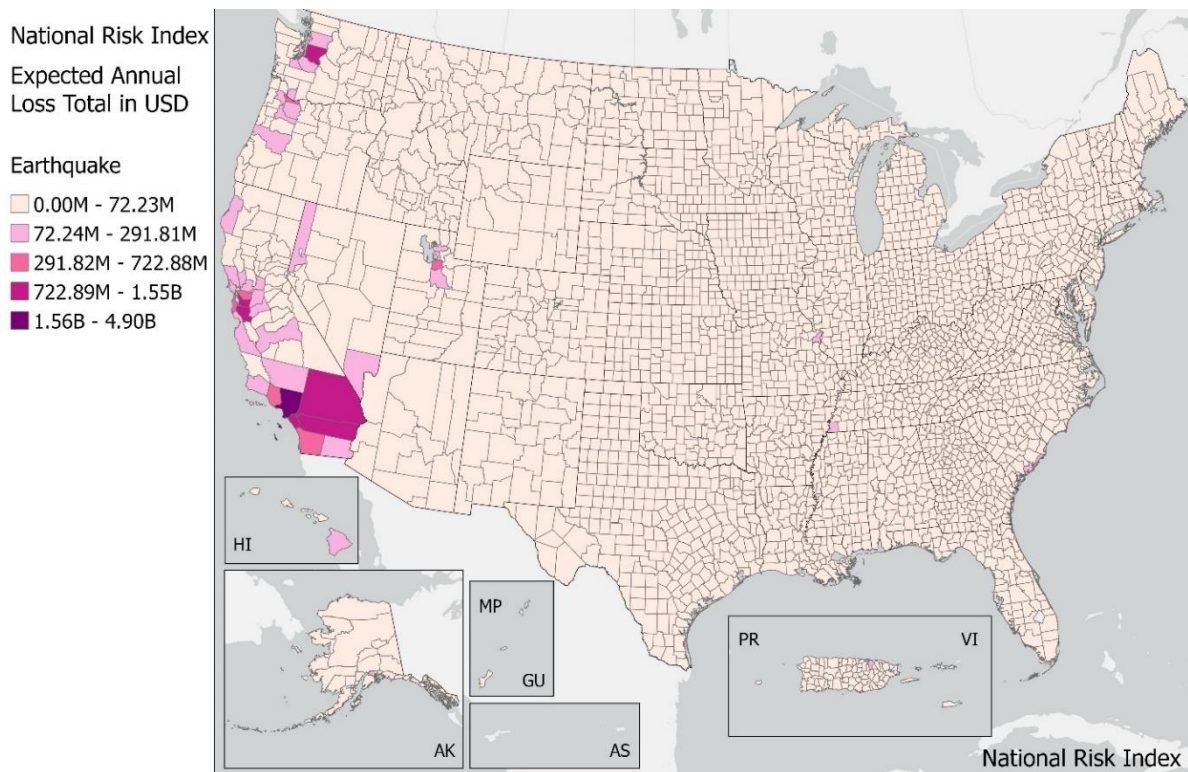 National Risk Index
Expected Annual
Loss Total in USD
Earthquake
0.00M - 72.23M
72.24M - 291.81M
291.82M - 722.88M
722.89M - 1.55B
1.56B - 4.90B
HI
AK
MP
GU
AS
PR
VI
National Risk Index